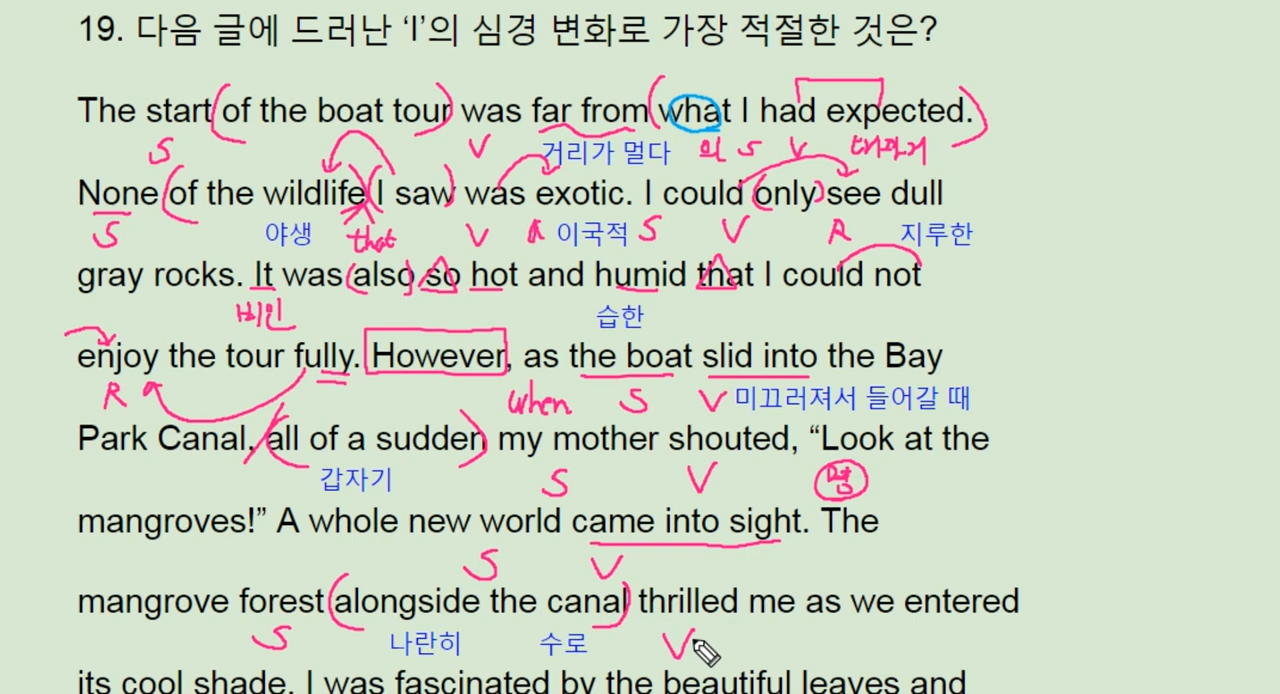 19. 다음 글에 드러난 ‘I’의 심경 변화로 가장 적절한 것은?
The start of the boat tour was far from what I had expected.
S V 거리가 멀다 S V
None of the wildlife I saw was exotic. I could only see dull
S 야생 that V 이국적 S V R 지루한
gray rocks. It was also so hot and humid that I could not
비인 습한
enjoy the tour fully. However, as the boat slid into the Bay
R when S V 미끄러져서 들어갈 때
Park Canal, all of a sudden my mother shouted, “Look at the
갑자기 S V 명
mangroves!” A whole new world came into sight. The
S V
mangrove forest alongside the canal thrilled me as we entered
S 나란히 수로 V
its cool shade. I was fascinated by the beautiful leaves and